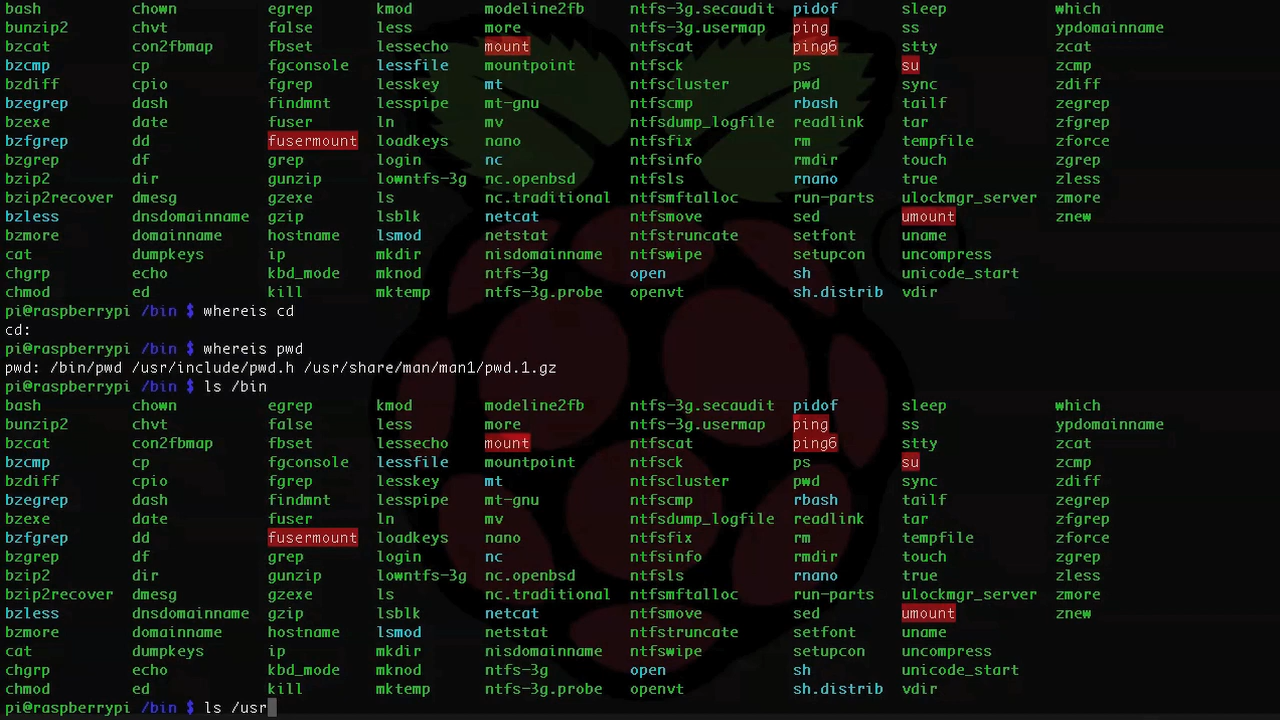 bash chown egrep kmod modeline2fb ntfs-3g.secaudit pidof sleep which
bunzip2 chvt false less more ntfs-3g.usermap ping ss ypdomainname
bzcat con2fbmap fbset lessecho mount ntfscat ping6 stty zcat
bzcmp cp fgconsole lessfile mountpoint ntfsck ps su zcmp
bzdiff cpio fgrep lesskey mt ntfscluster pwd sync zdiff
bzegrep dash findmnt lesspipe mt-gnu ntfscmp rbash tailf zegrep
bzexe date fuser ln mv ntfsdump_logfile readlink tar zfgrep
bzfgrep dd fusermount loadkeys nano ntfsfix rm tempfile zforce
bzgrep df grep login nc ntfsinfo rmdir touch zgrep
bzip2 dir gunzip lowntfs-3g nc.openbsd ntfsls rnano true zless
bzip2recover dmesg gzexe ls nc.traditional ntfsmftalloc run-parts ulockmgr_server zmore
bzless dnsdomainname gzip lsblk netcat ntfsmove sed umount znew
bzmore domainname hostname lsmod netstat ntfstruncate setfont uname
cat dumpkeys ip mkdir nisdomainname ntfswipe setupcon uncompress
chgrp echo kbd_mode mknod ntfs-3g open sh unicode_start
chmod ed kill mktemp ntfs-3g.probe openvt sh.distrib vdir
pi@raspberrypi /bin $ whereis cd
cd:
pi@raspberrypi /bin $ whereis pwd
pwd: /bin/pwd /usr/include/pwd.h /usr/share/man/man1/pwd.1.gz
pi@raspberrypi /bin $ ls /bin
bash chown egrep kmod modeline2fb ntfs-3g.secaudit pidof sleep which
bunzip2 chvt false less more ntfs-3g.usermap ping ss ypdomainname
bzcat con2fbmap fbset lessecho mount ntfscat ping6 stty zcat
bzcmp cp fgconsole lessfile mountpoint ntfsck ps su zcmp
bzdiff cpio fgrep lesskey mt ntfscluster pwd sync zdiff
bzegrep dash findmnt lesspipe mt-gnu ntfscmp rbash tailf zegrep
bzexe date fuser ln mv ntfsdump_logfile readlink tar zfgrep
bzfgrep dd fusermount loadkeys nano ntfsfix rm tempfile zforce
bzgrep df grep login nc ntfsinfo rmdir touch zgrep
bzip2 dir gunzip lowntfs-3g nc.openbsd ntfsls rnano true zless
bzip2recover dmesg gzexe ls nc.traditional ntfsmftalloc run-parts ulockmgr_server zmore
bzless dnsdomainname gzip lsblk netcat ntfsmove sed umount znew
bzmore domainname hostname lsmod netstat ntfstruncate setfont uname
cat dumpkeys ip mkdir nisdomainname ntfswipe setupcon uncompress
chgrp echo kbd_mode mknod ntfs-3g open sh unicode_start
chmod ed kill mktemp ntfs-3g.probe openvt sh.distrib vdir
pi@raspberrypi /bin $ ls /usr